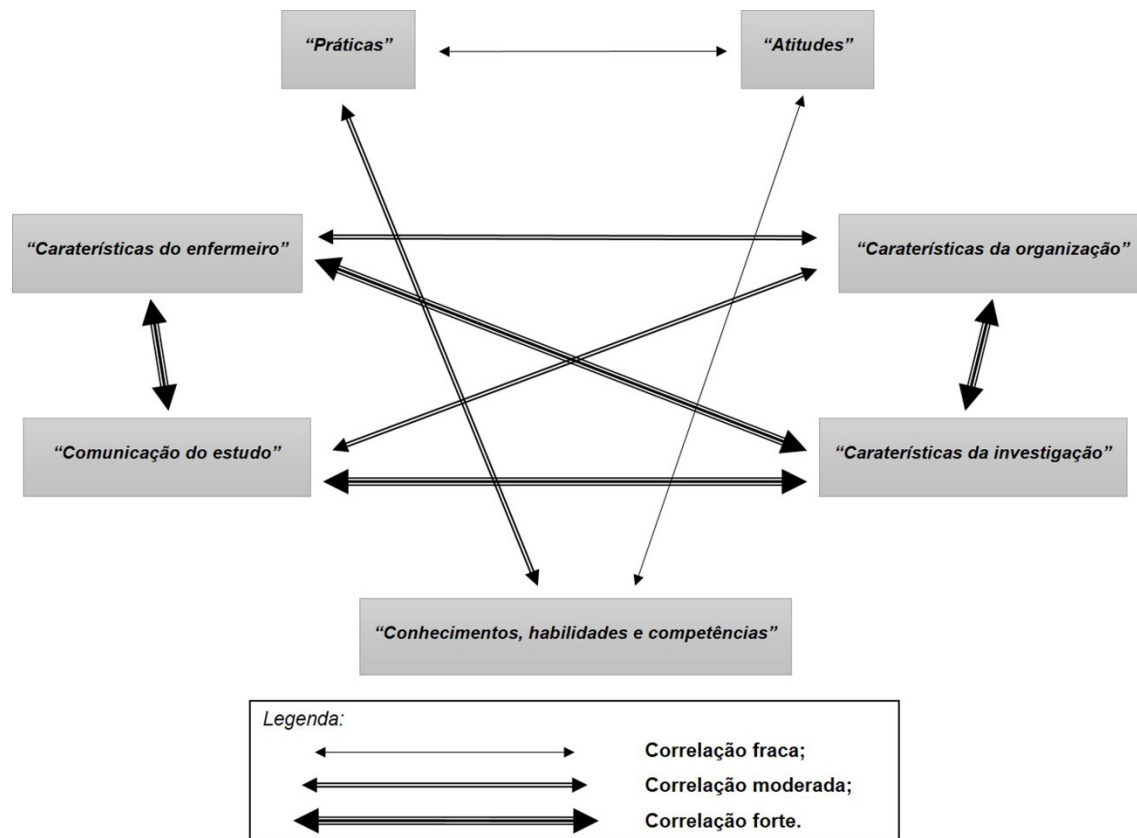 “Práticas”
“Atitudes”
“Caraterísticas do enfermeiro”
“Caraterísticas da organização”
“Comunicação do estudo”
“Caraterísticas da investigação”
“Conhecimentos, habilidades e competências”
Legenda:
Correlação fraca;
Correlação moderada;
Correlação forte.